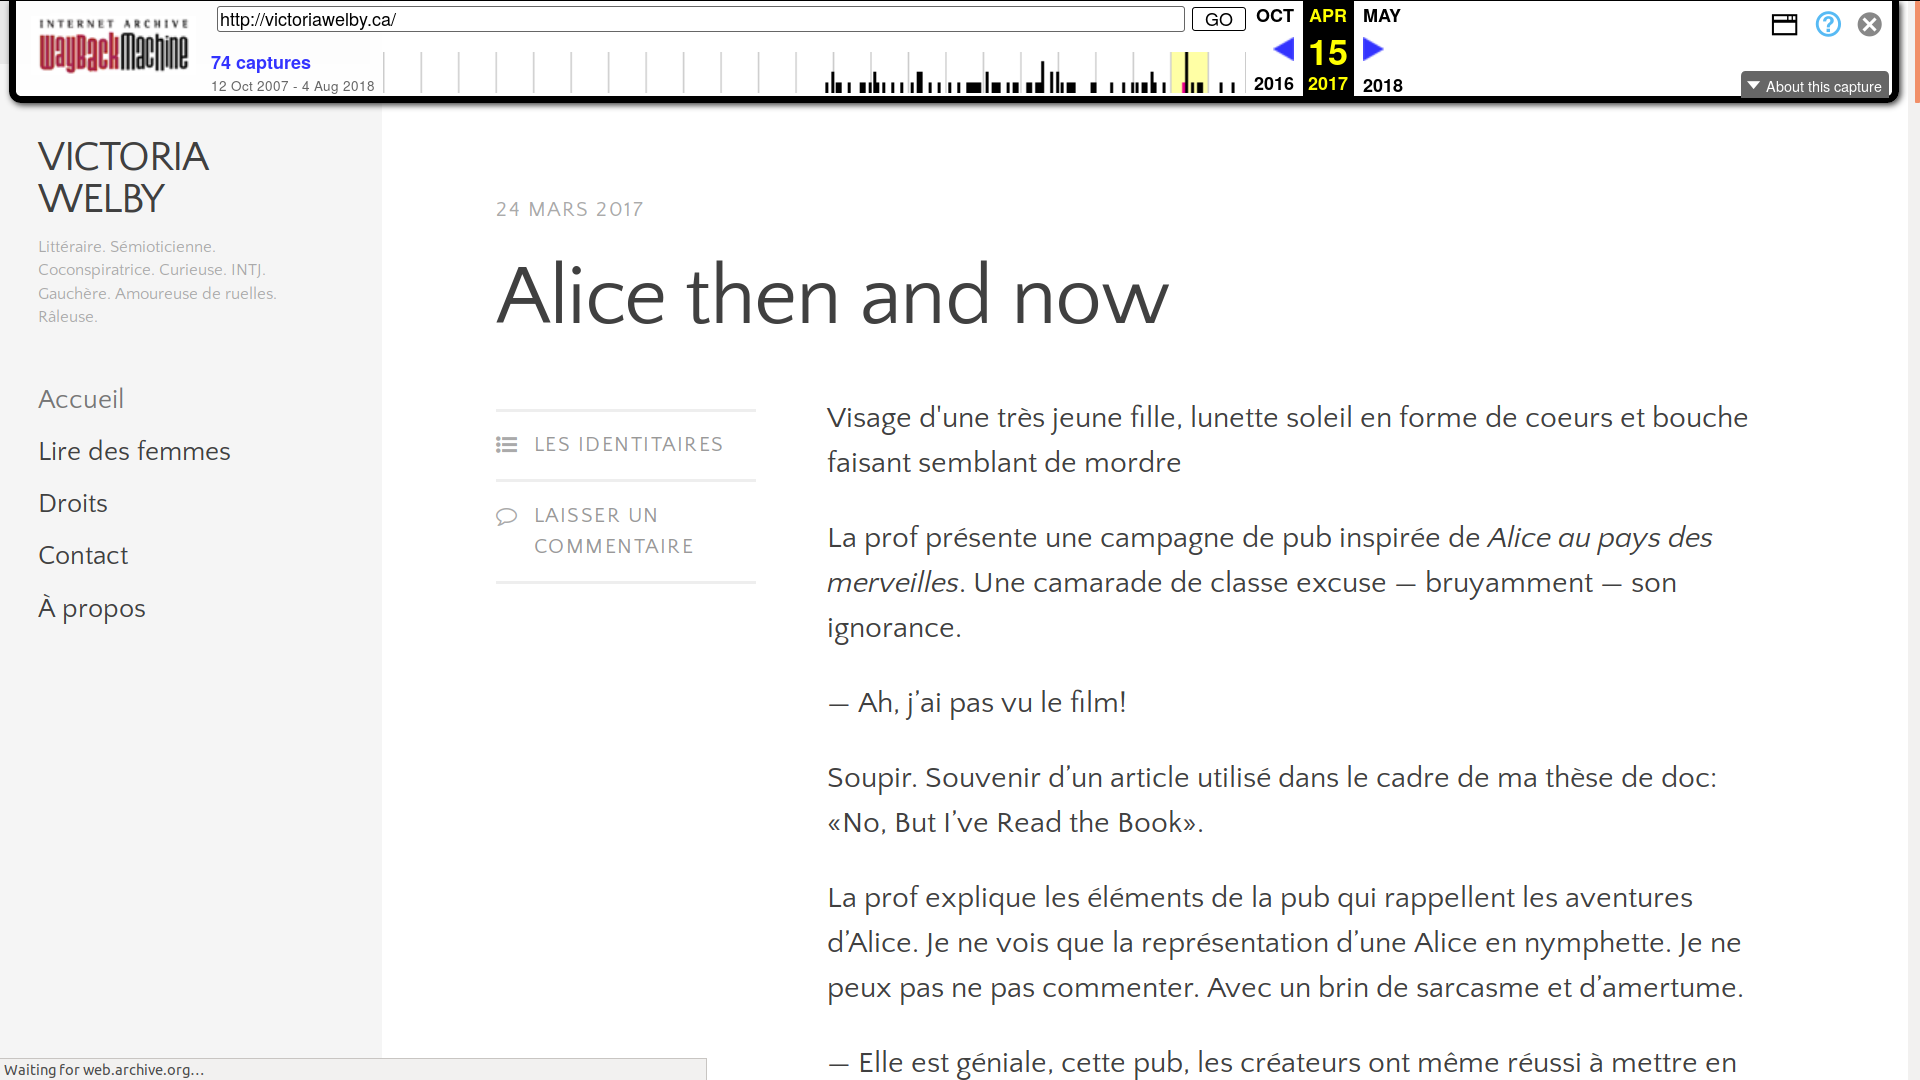 INTERNET ARCHIVE
WayBackMachine
http://victoriawelby.ca/
GO
74 captures
12 Oct 2007 - 4 Aug 2018
OCT
APR
MAY
15
2016
2017
2018
About this capture
VICTORIA
WELBY
Littéraire. Sémioticienne.
Coconspiratrice. Curieuse. INTJ.
Gauchère. Amoureuse de ruelles.
Râleuse.
Accueil
Lire des femmes
Droits
Contact
À propos
24 MARS 2017
Alice then and now
LES IDENTITAIRES
LAISSER UN
COMMENTAIRE
Visage d'une très jeune fille, lunette soleil en forme de coeurs et bouche
faisant semblant de mordre
La prof présente une campagne de pub inspirée de Alice au pays des
merveilles. Une camarade de classe excuse — bruyamment — son
ignorance.
— Ah, j’ai pas vu le film!
Soupir. Souvenir d’un article utilisé dans le cadre de ma thèse de doc:
«No, But I’ve Read the Book».
La prof explique les éléments de la pub qui rappellent les aventures
d’Alice. Je ne vois que la représentation d’une Alice en nymphette. Je ne
peux pas ne pas commenter. Avec un brin de sarcasme et d’amertume.
— Elle est géniale, cette pub, les créateurs ont même réussi à mettre en
Waiting for web.archive.org…